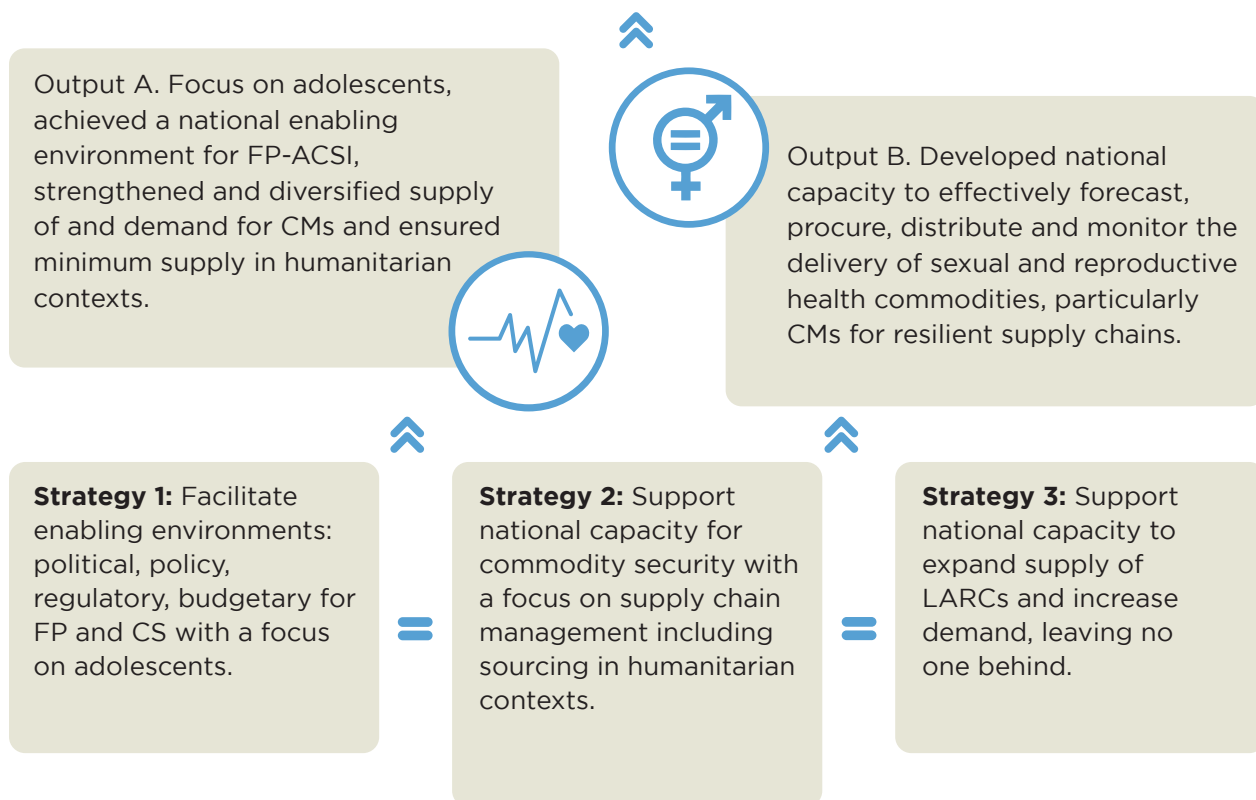 Output A. Focus on adolescents,
achieved a national enabling
environment for FP-ACSI,
strengthened and diversified supply
of and demand for CMs and ensured
minimum supply in humanitarian
contexts.
Output B. Developed national
capacity to effectively forecast,
procure, distribute and monitor the
delivery of sexual and reproductive
health commodities, particularly
CMs for resilient supply chains.
Strategy 1: Facilitate
enabling environments:
political, policy,
regulatory, budgetary for
FP and CS with a focus
on adolescents.
Strategy 2: Support
national capacity for
commodity security with
a focus on supply chain
management including
sourcing in humanitarian
contexts.
Strategy 3: Support
national capacity to
expand supply of
LARCs and increase
demand, leaving no
one behind.